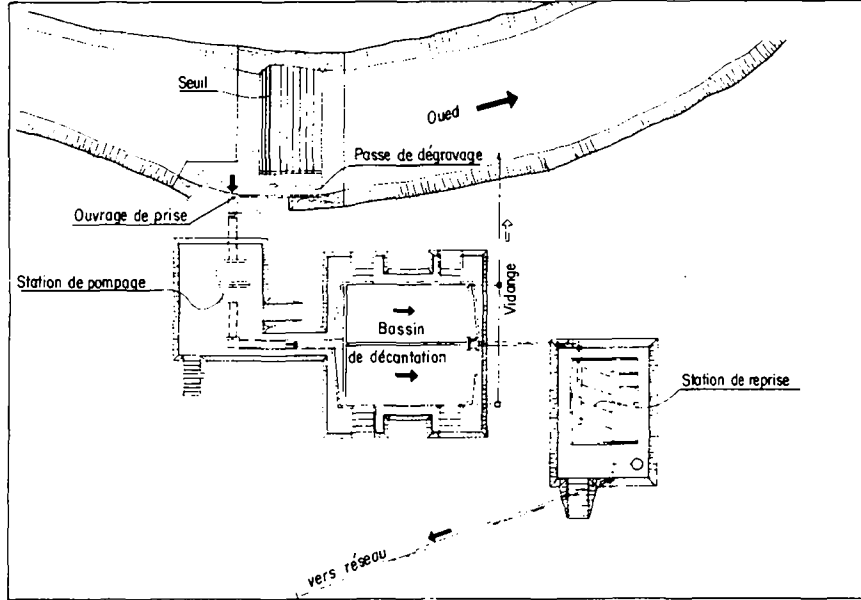 Seuil
Oued
Passe de dégravage
Ouvrage de prise
Station de pompage
Vidange
Bassin
de décantation
Station de reprise
vers réseau